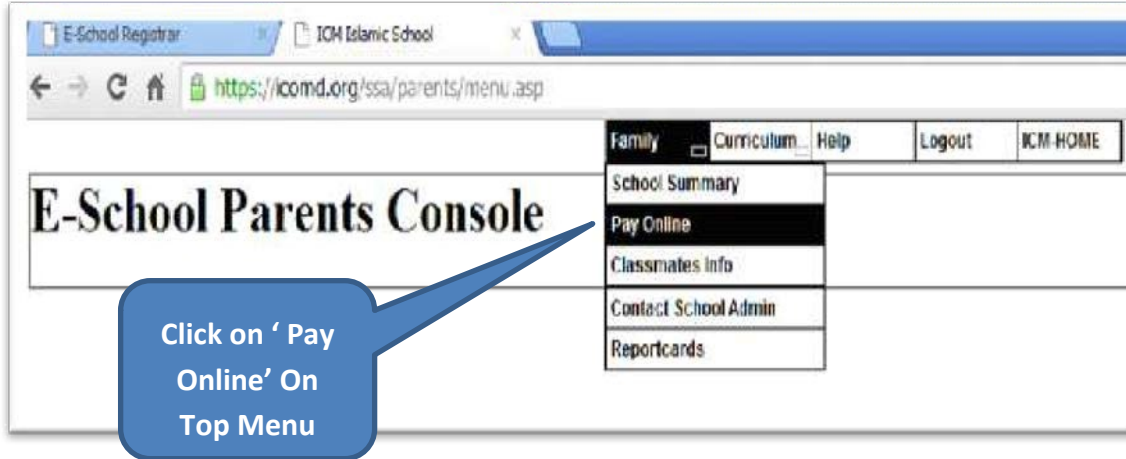 E-School Registrar
ICM Islamic School
https://icomd.org/ssa/parents/menu.asp
Family Curriculum Help Logout ICM-HOME
School Summary
E-School Parents Console
Pay Online
Classmates Info
Contact School Admin
Reportcards
Click on ‘ Pay
Online’ On
Top Menu